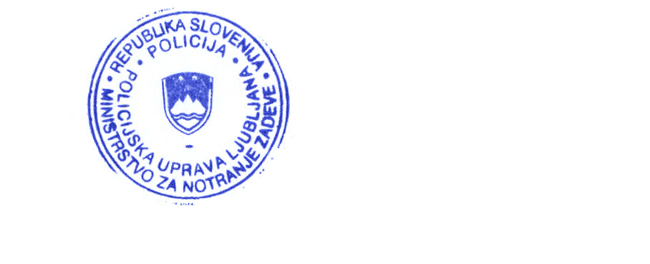 • REPUBLIKA SLOVENIJA •
MINISTRSTVO ZA NOTRANJE ZADEVE
• POLICIJA •
POLICIJSKA UPRAVA LJUBLJANA